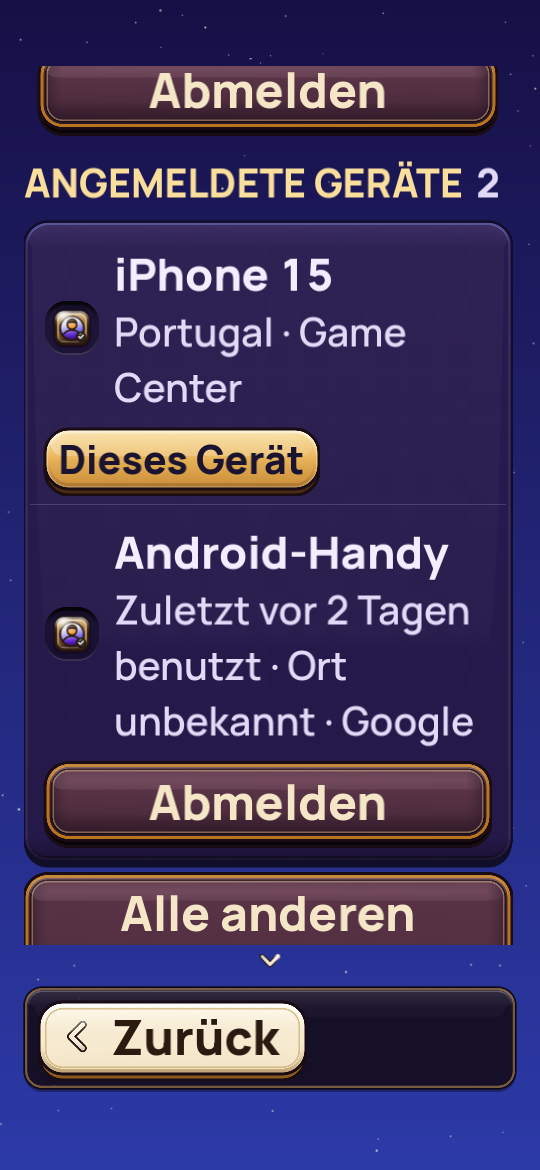 Abmelden
ANGEMELDETE GERÄTE 2
iPhone 15
Portugal · Game
Center
Dieses Gerät
Android-Handy
Zuletzt vor 2 Tagen
benutzt · Ort
unbekannt · Google
Abmelden
Alle anderen
Zurück